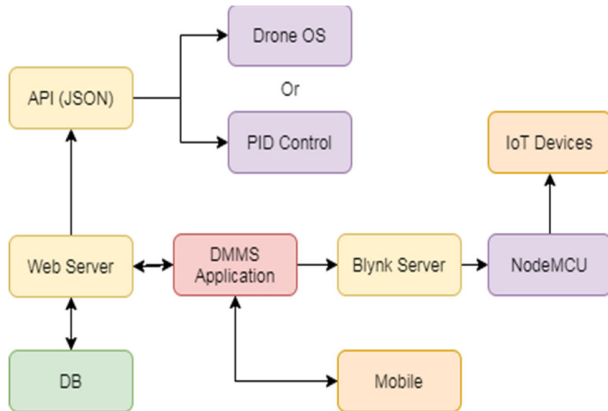 Drone OS
API (JSON)
Or
PID Control
IoT Devices
Web Server
DMMS
Application
Blynk Server
NodeMCU
DB
Mobile